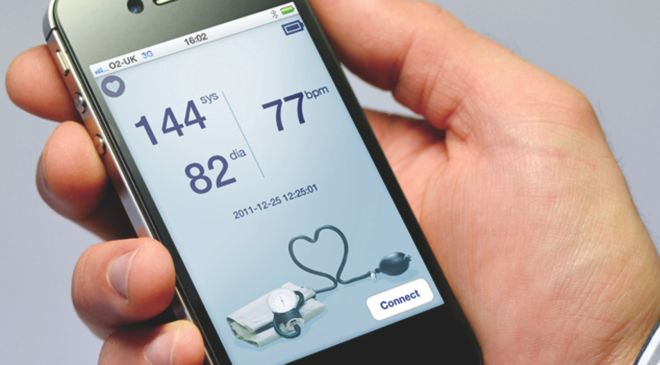 O2-UK 3G 16:02
144 sys 77 bpm
82 dia
2011-12-25 12:25:01
Connect